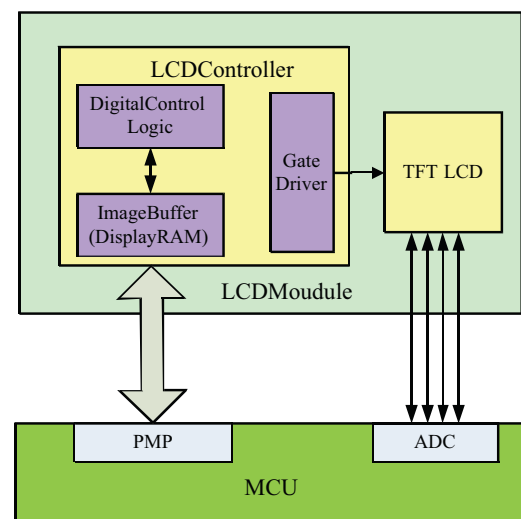 LCDController
DigitalControl
Logic
Gate
Driver
TFT LCD
ImageBuffer
(DisplayRAM)
LCDMoudule
PMP
ADC
MCU